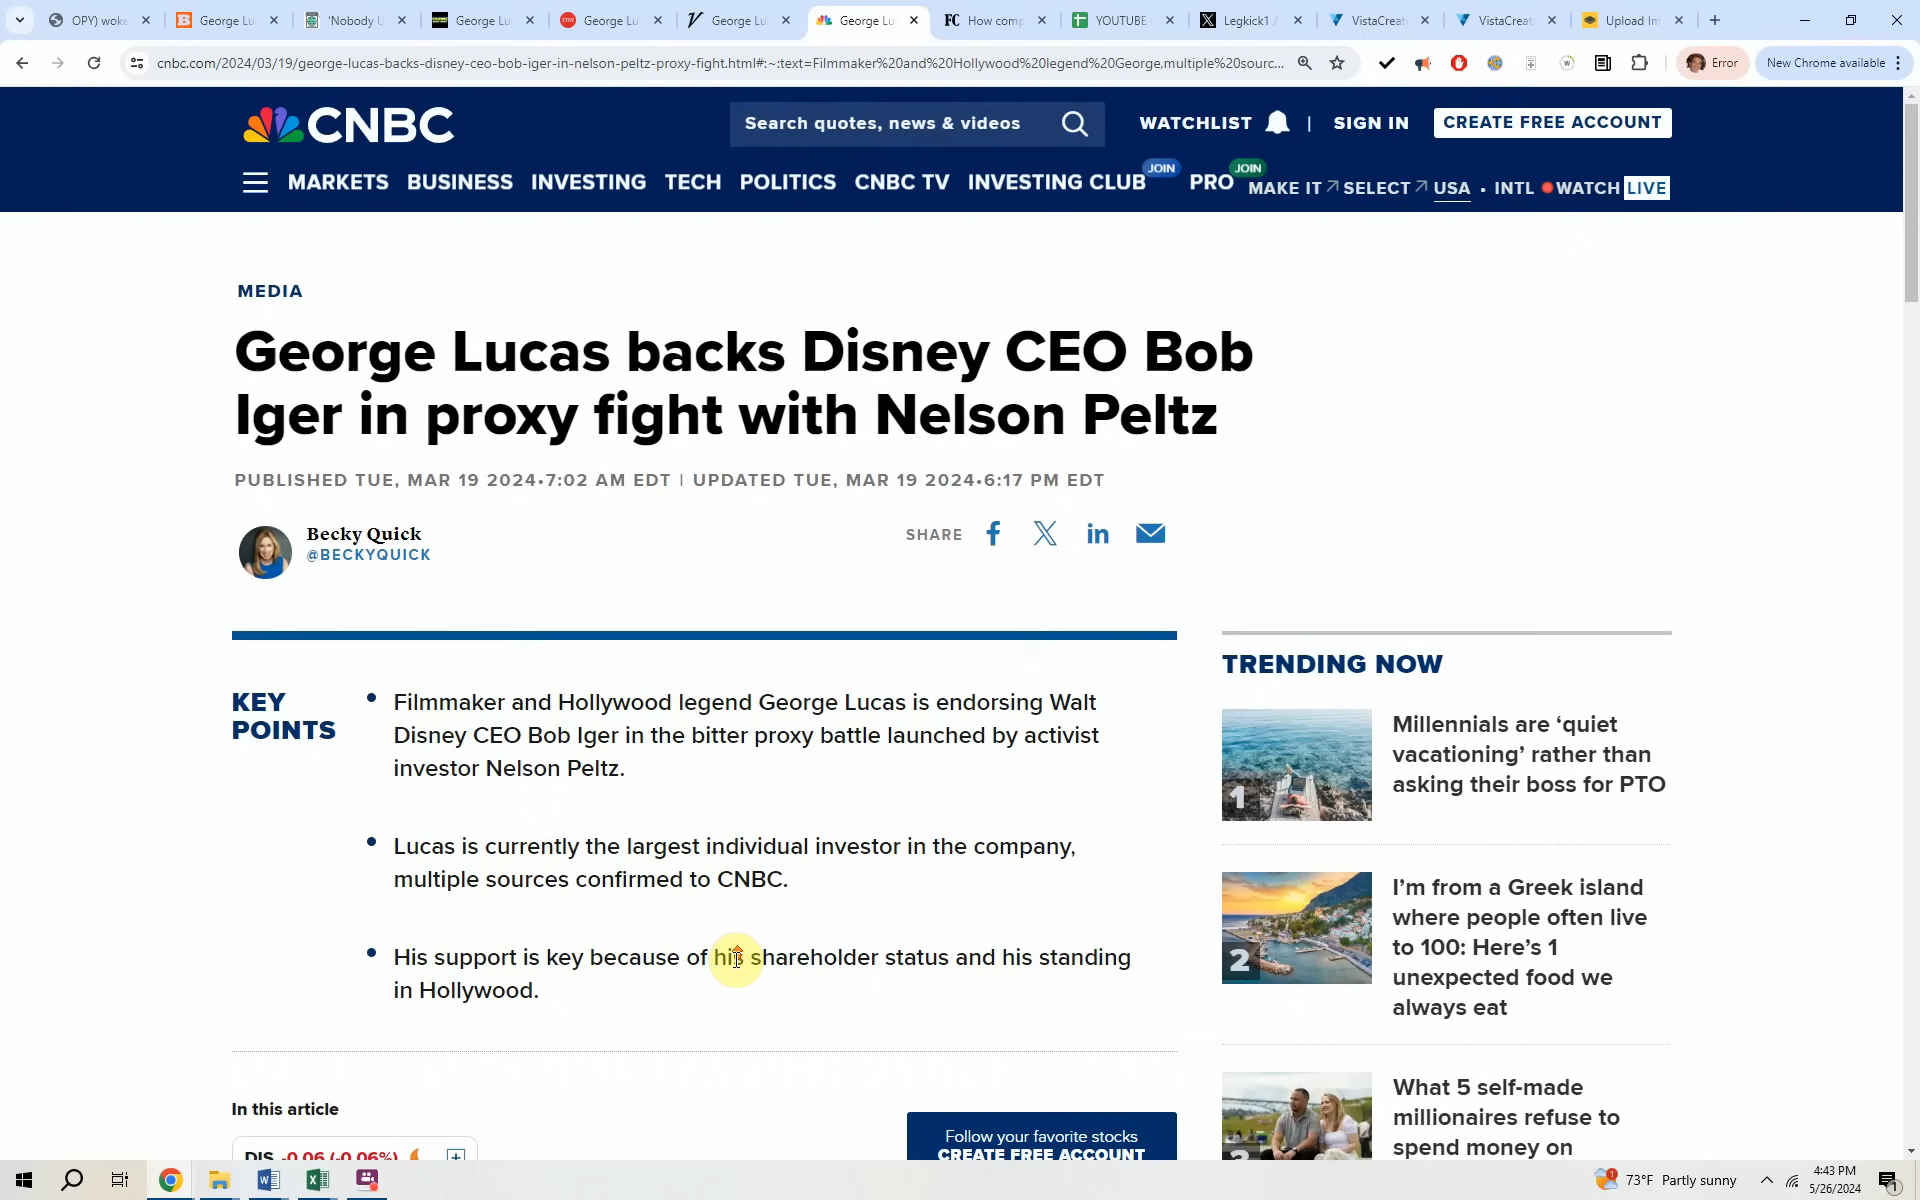 OPY) woke
George Lu
'Nobody U
George Lu
George Lu
George Lu
George Lu
How comp
YOUTUBE
Legkick1 /
VistaCreat
VistaCreat
Upload Im
cnbc.com/2024/03/19/george-lucas-backs-disney-ceo-bob-iger-in-nelson-peltz-proxy-fight.html#:~:text=Filmmaker%20and%20Hollywood%20legend%20George,multiple%20sourc...
Error
New Chrome available
CNBC
Search quotes, news & videos
WATCHLIST
|
SIGN IN
CREATE FREE ACCOUNT
MARKETS BUSINESS INVESTING TECH POLITICS CNBC TV INVESTING CLUB JOIN PRO JOIN MAKE IT SELECT USA • INTL WATCH LIVE
MEDIA
George Lucas backs Disney CEO Bob
Iger in proxy fight with Nelson Peltz
PUBLISHED TUE, MAR 19 2024•7:02 AM EDT | UPDATED TUE, MAR 19 2024•6:17 PM EDT
Becky Quick
@BECKYQUICK
SHARE
KEY
POINTS
• Filmmaker and Hollywood legend George Lucas is endorsing Walt
Disney CEO Bob Iger in the bitter proxy battle launched by activist
investor Nelson Peltz.
• Lucas is currently the largest individual investor in the company,
multiple sources confirmed to CNBC.
• His support is key because of his shareholder status and his standing
in Hollywood.
In this article
DIS -0.06 (-0.06%)
Follow your favorite stocks
CREATE FREE ACCOUNT
TRENDING NOW
1
Millennials are ‘quiet
vacationing’ rather than
asking their boss for PTO
2
I’m from a Greek island
where people often live
to 100: Here’s 1
unexpected food we
always eat
3
What 5 self-made
millionaires refuse to
spend money on
73°F Partly sunny
4:43 PM
5/26/2024